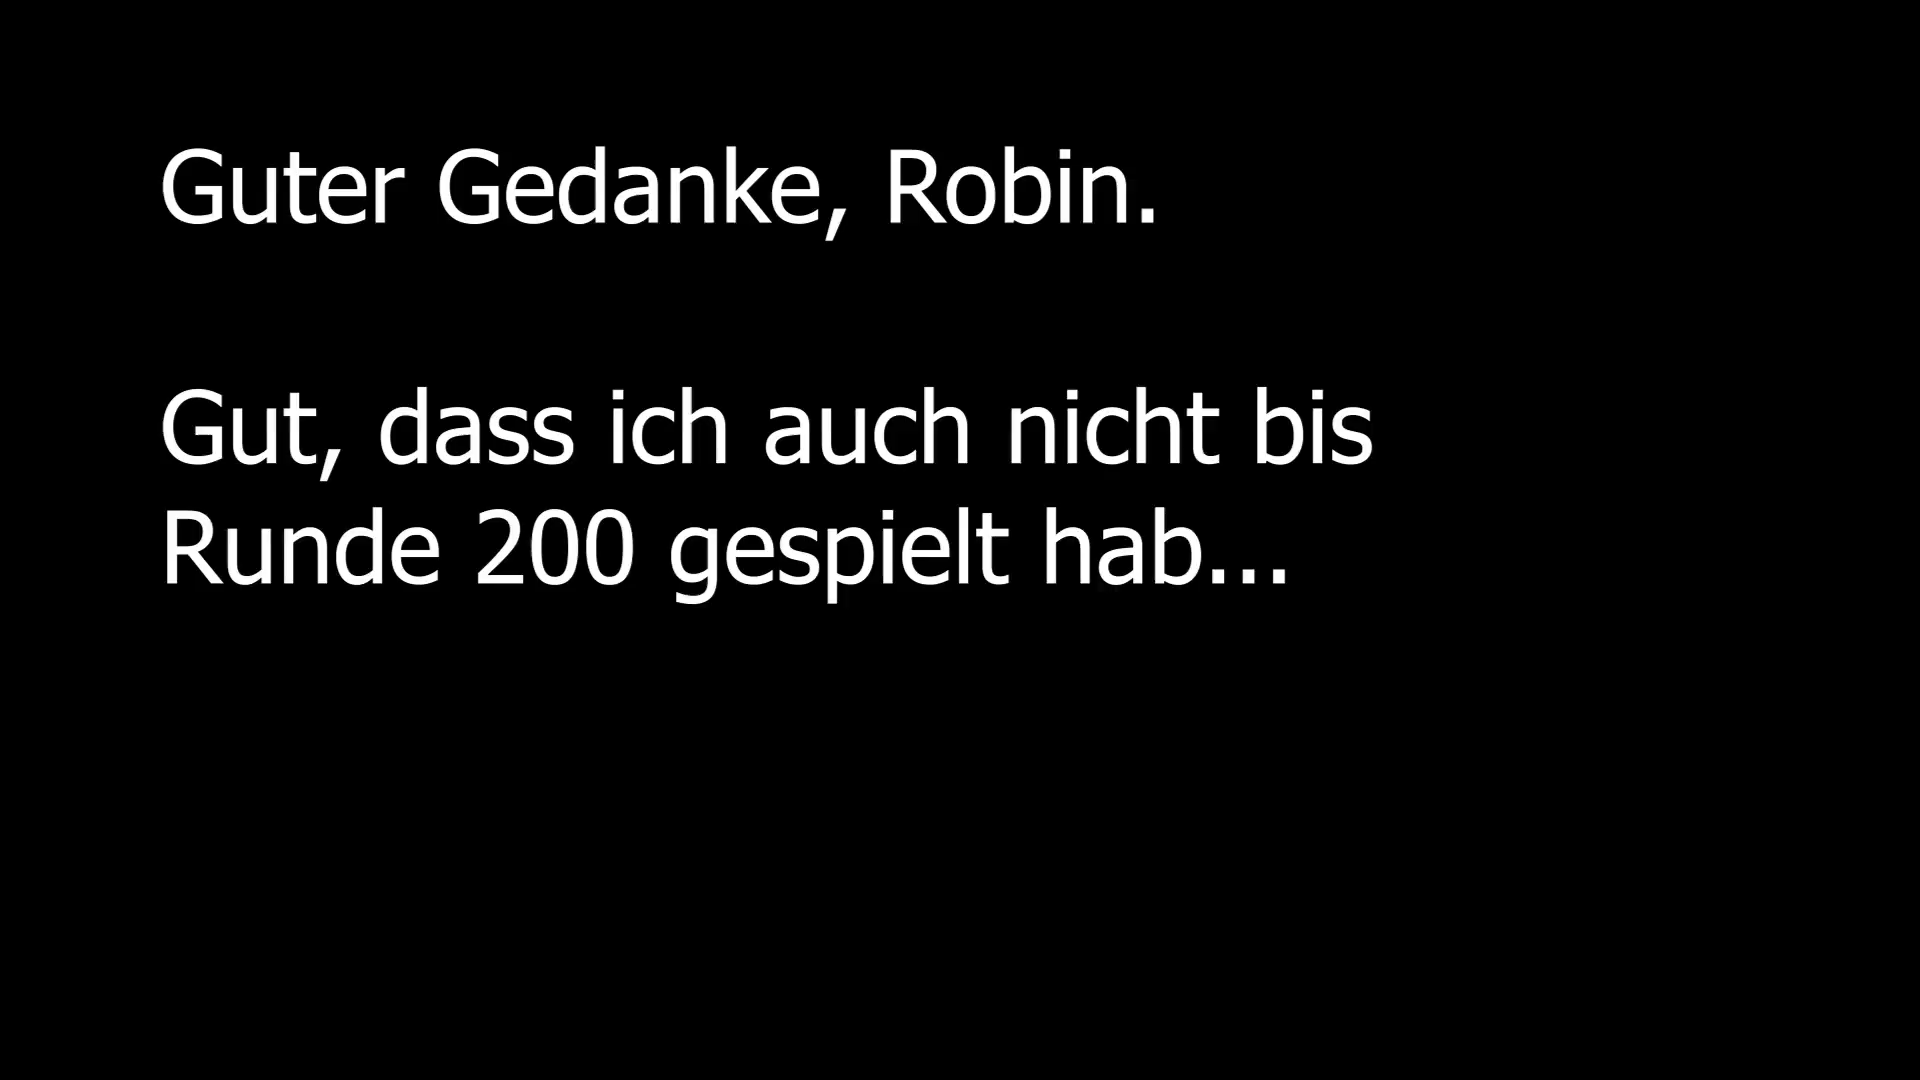 Guter Gedanke, Robin.
Gut, dass ich auch nicht bis
Runde 200 gespielt hab...